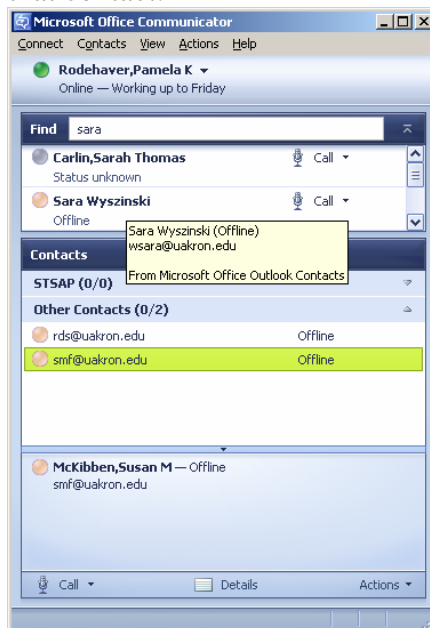 Microsoft Office Communicator
Connect Contacts View Actions Help
Rodehaver,Pamela K
Online — Working up to Friday
Find sara
Carlin,Sarah Thomas Call
Status unknown
Sara Wyszinski Call
Offline
Sara Wyszinski (Offline)
wsara@uakron.edu
From Microsoft Office Outlook Contacts
Contacts
STSAP (0/0)
Other Contacts (0/2)
rds@uakron.edu Offline
smf@uakron.edu Offline
McKibben,Susan M — Offline
smf@uakron.edu
Call Details Actions